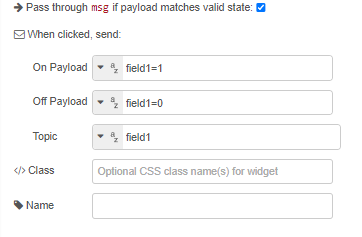 Pass through msg if payload matches valid state:
When clicked, send:
On Payload
a z field1=1
Off Payload
a z field1=0
Topic
a z field1
</> Class
Optional CSS class name(s) for widget
Name